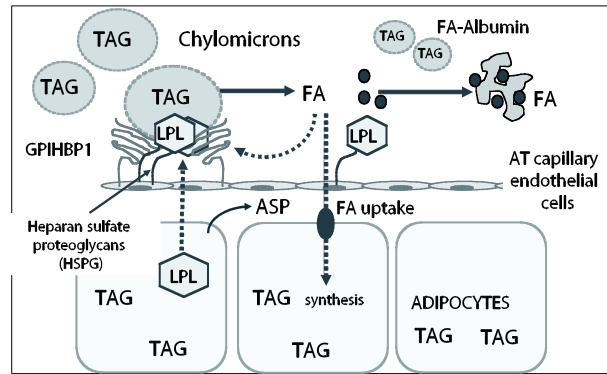 TAG
Chylomicrons
FA-Albumin
TAG
TAG
TAG
TAG
TAG
FA
FA
LPL
LPL
GPIHBP1
AT capillary
endothelial
cells
Heparan sulfate
proteoglycans
(HSPG)
ASP
FA uptake
LPL
TAG
TAG
synthesis
ADIPOCYTES
TAG
TAG
TAG
TAG